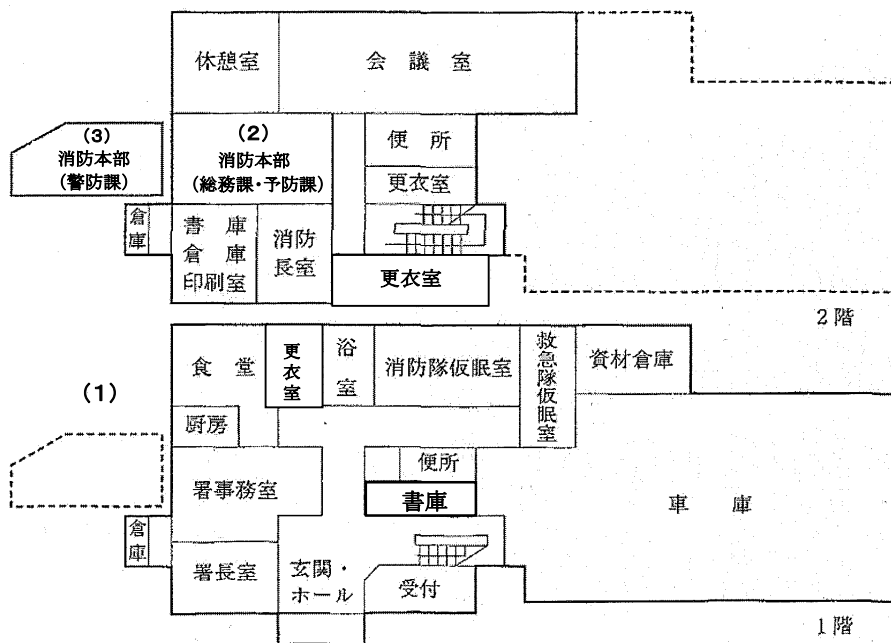 休憩室
会議室
(3)
消防本部
(警防課)
(2)
消防本部
(総務課・予防課)
便所
更衣室
倉庫
書庫
倉庫
印刷室
消防
長室
更衣室
2階
(1)
食堂
更衣室
浴室
消防隊仮眠室
救急隊仮眠室
資材倉庫
厨房
署事務室
便所
書庫
車庫
倉庫
署長室
玄関・
ホール
受付
1階